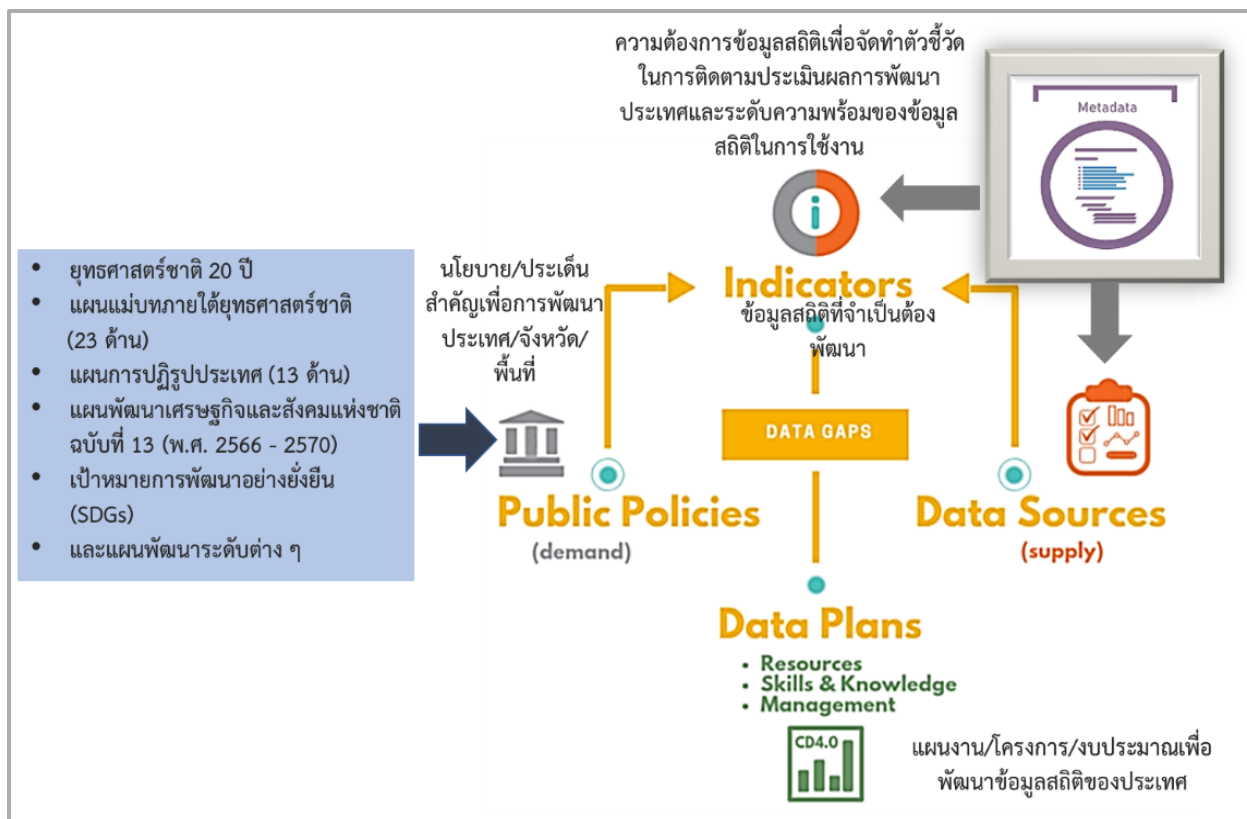 ความต้องการข้อมูลสถิติเพื่อจัดทำตัวชี้วัด
ในการติดตามประเมินผลการพัฒนา
ประเทศและระดับความพร้อมของข้อมูล
สถิติในการใช้งาน
Metadata
• ยุทธศาสตร์ชาติ 20 ปี
• แผนแม่บทภายใต้ยุทธศาสตร์ชาติ
(23 ด้าน)
• แผนการปฏิรูปประเทศ (13 ด้าน)
• แผนพัฒนาเศรษฐกิจและสังคมแห่งชาติ
ฉบับที่ 13 (พ.ศ. 2566 - 2570)
• เป้าหมายการพัฒนาอย่างยั่งยืน
(SDGs)
• และแผนพัฒนาระดับต่าง ๆ
นโยบาย/ประเด็น
สำคัญเพื่อการพัฒนา
ประเทศ/จังหวัด/
พื้นที่
i
Indicators
ข้อมูลสถิติที่จำเป็นต้อง
พัฒนา
DATA GAPS
Public Policies
(demand)
Data Sources
(supply)
Data Plans
• Resources
• Skills & Knowledge
• Management
CD4.0
แผนงาน/โครงการ/งบประมาณเพื่อ
พัฒนาข้อมูลสถิติของประเทศ